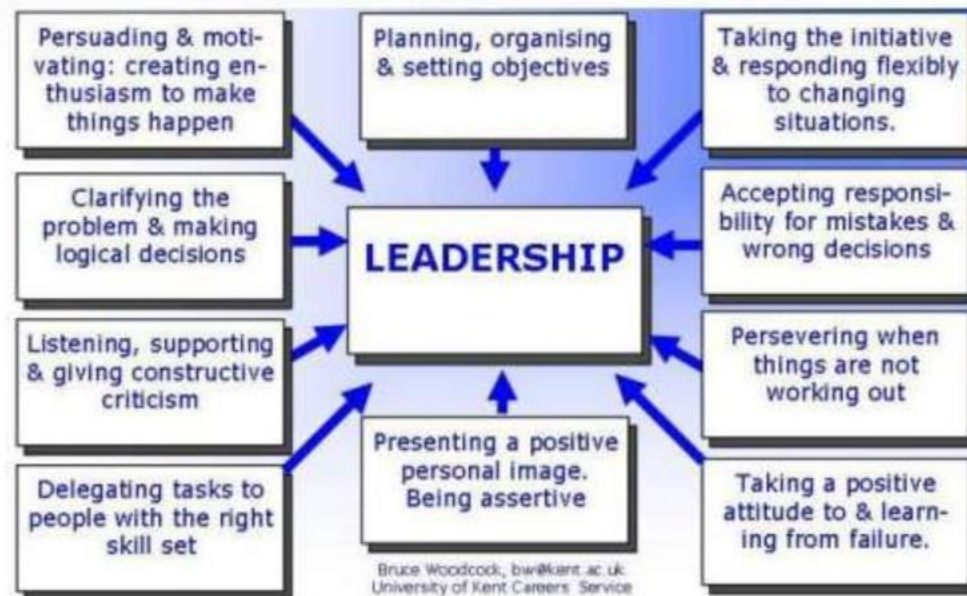 Persuading & moti-
vating: creating en-
thusiasm to make
things happen
Planning, organising
& setting objectives
Taking the initiative
& responding flexibly
to changing
situations.
Clarifying the
problem & making
logical decisions
LEADERSHIP
Accepting responsi-
bility for mistakes &
wrong decisions
Listening, supporting
& giving constructive
criticism
Persevering when
things are not
working out
Delegating tasks to
people with the right
skill set
Presenting a positive
personal image.
Being assertive
Taking a positive
attitude to & learn-
ing from failure.
Bruce Woodcock, bw@kent.ac.uk
University of Kent Careers Service